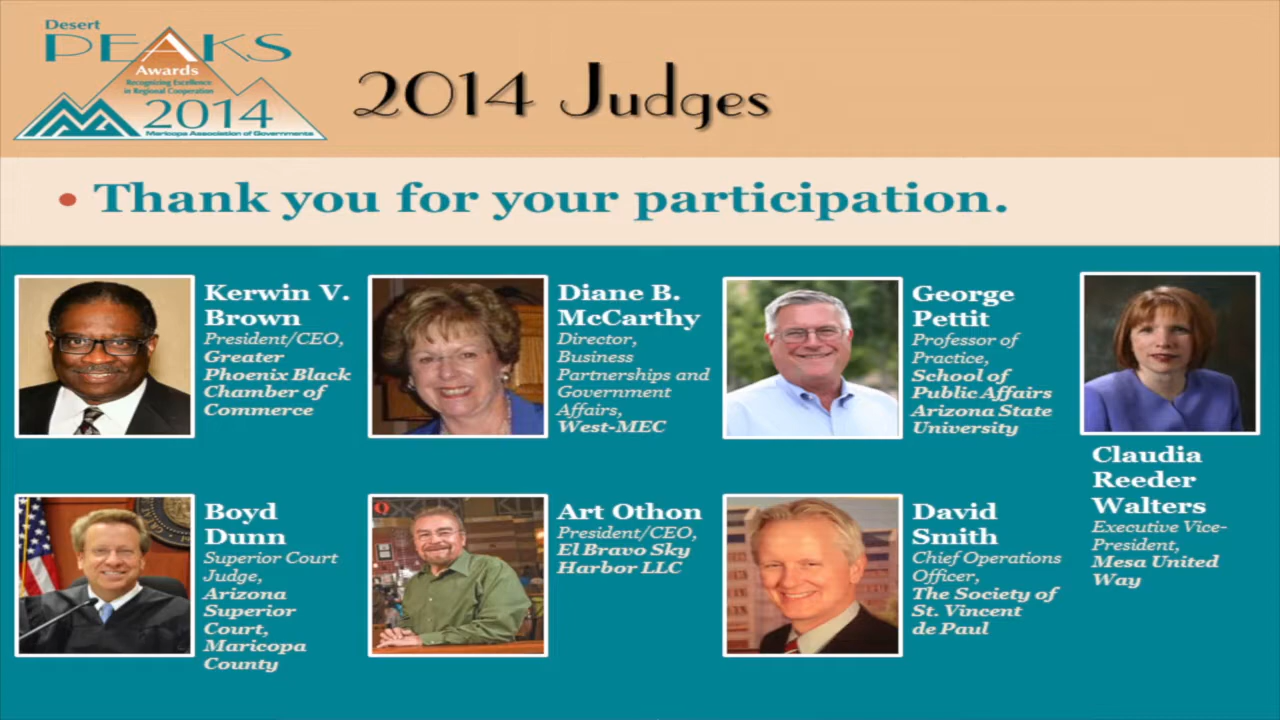 Desert
PEAKS
Awards
Recognizing Excellence
in Regional Cooperation
2014
Maricopa Association of Governments
2014 Judges
• Thank you for your participation.
Kerwin V.
Brown
President/CEO,
Greater
Phoenix Black
Chamber of
Commerce
Diane B.
McCarthy
Director,
Business
Partnerships and
Government
Affairs,
West-MEC
George
Pettit
Professor of
Practice,
School of
Public Affairs
Arizona State
University
Claudia
Reeder
Walters
Executive Vice-
President,
Mesa United
Way
Boyd
Dunn
Superior Court
Judge,
Arizona
Superior
Court,
Maricopa
County
Art Othon
President/CEO,
El Bravo Sky
Harbor LLC
David
Smith
Chief Operations
Officer,
The Society of
St. Vincent
de Paul